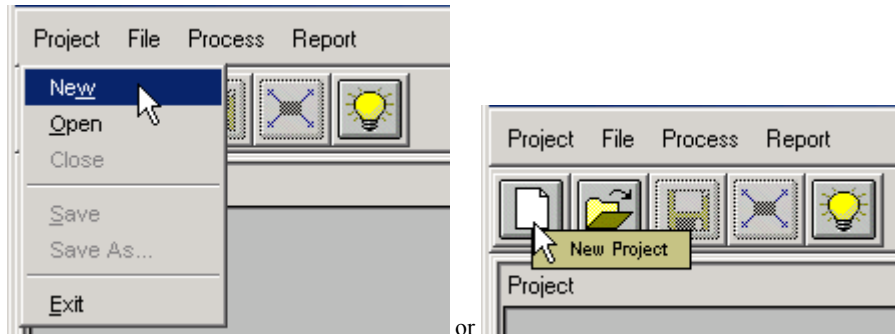 Project File Process Report
New
Open
Close
Save
Save As...
Exit
or
Project File Process Report
New Project
Project